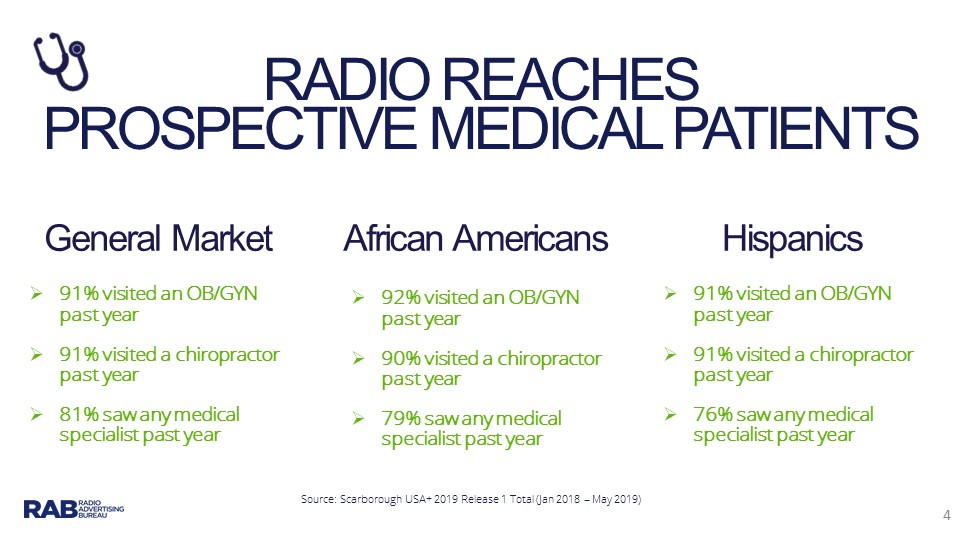 RADIO REACHES
PROSPECTIVE MEDICAL PATIENTS
General Market
➢ 91% visited an OB/GYN
past year
➢ 91% visited a chiropractor
past year
➢ 81% saw any medical
specialist past year
African Americans
➢ 92% visited an OB/GYN
past year
➢ 90% visited a chiropractor
past year
➢ 79% saw any medical
specialist past year
Hispanics
➢ 91% visited an OB/GYN
past year
➢ 91% visited a chiropractor
past year
➢ 76% saw any medical
specialist past year
Source: Scarborough USA+ 2019 Release 1 Total (Jan 2018 – May 2019)
RAB RADIO
ADVERTISING
BUREAU
4